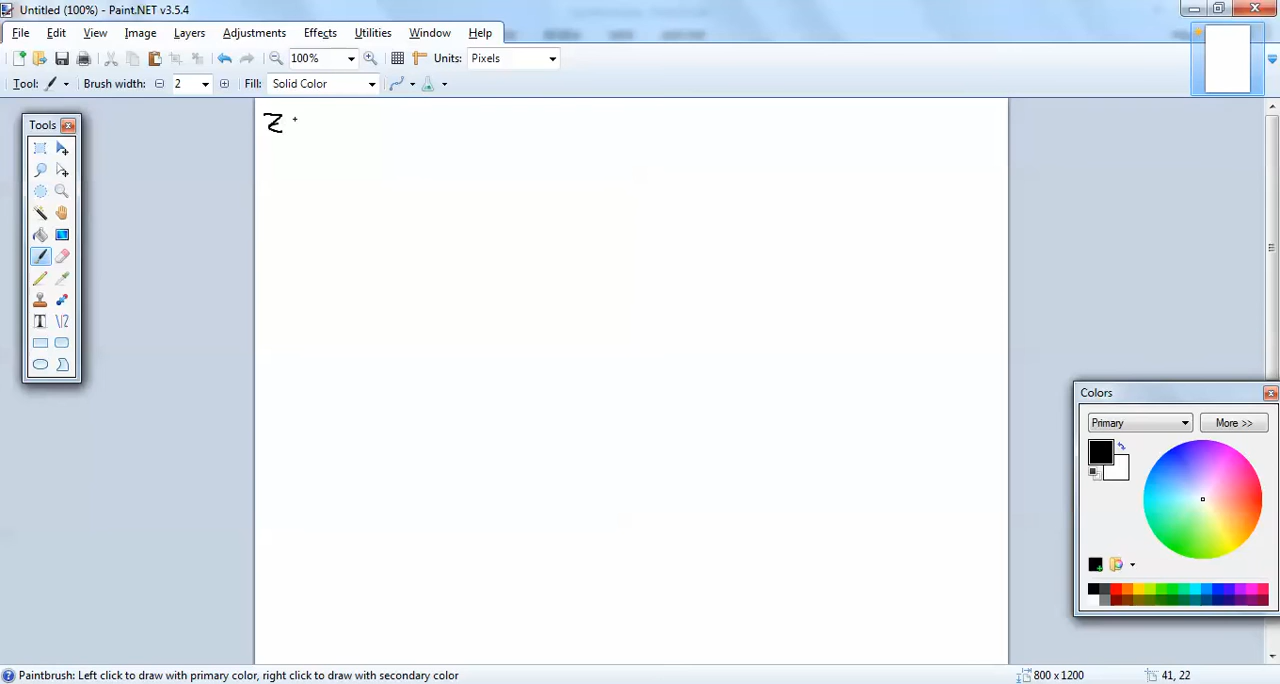 Untitled (100%) - Paint.NET v3.5.4
File Edit View Image Layers Adjustments Effects Utilities Window Help
100% Units: Pixels
Tool: Brush width: 2 Fill: Solid Color
Z
Tools
Colors
Primary More >>
Paintbrush: Left click to draw with primary color, right click to draw with secondary color 800 x 1200 41, 22